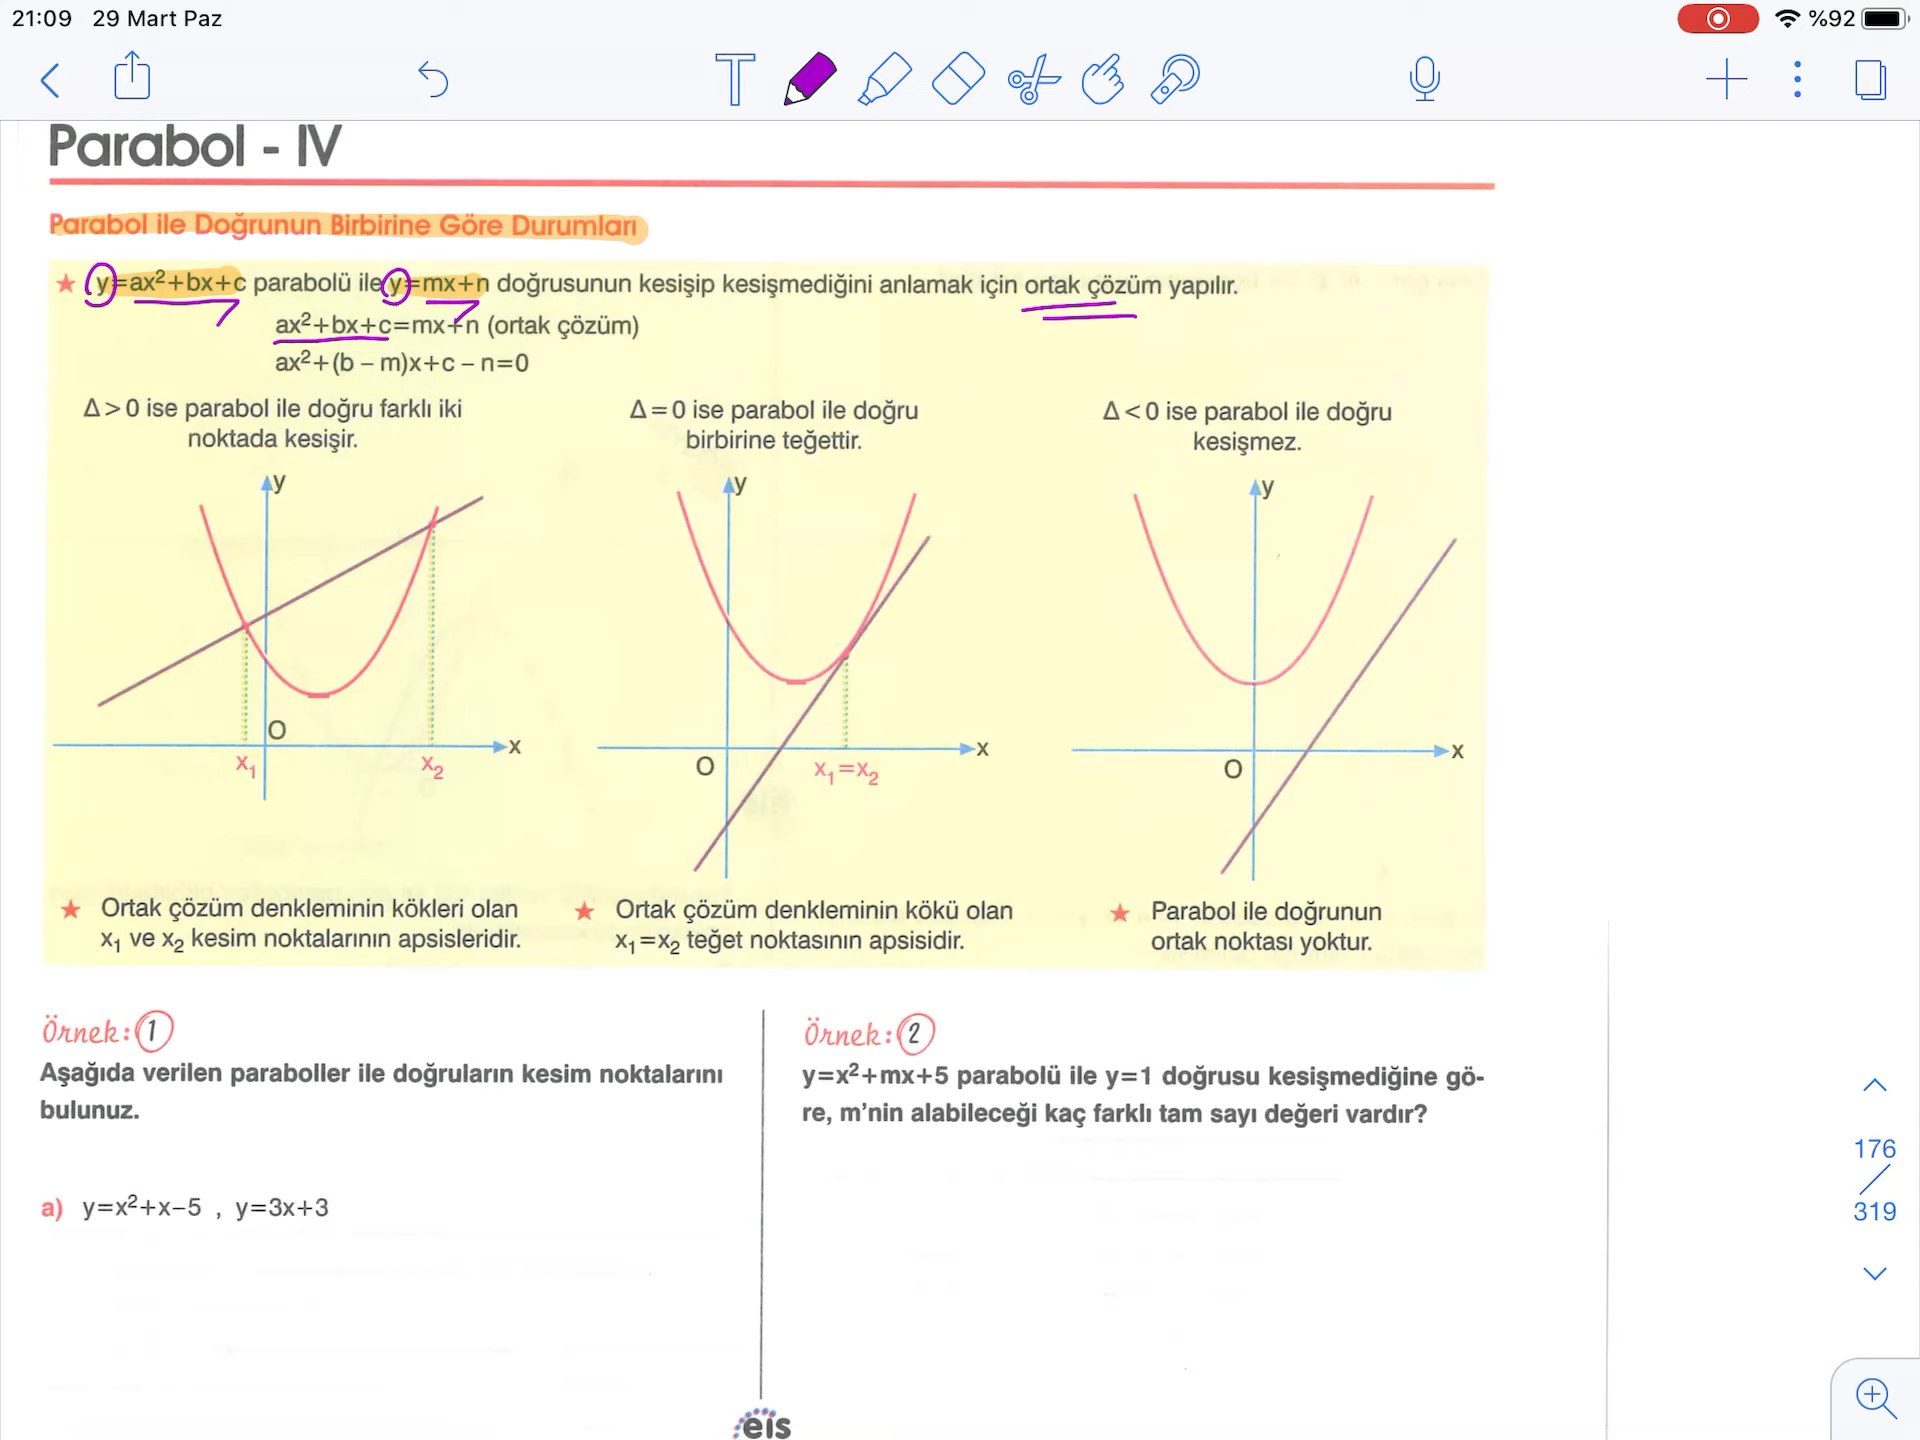 21:09 29 Mart Paz
%92
Parabol - IV
Parabol ile Doğrunun Birbirine Göre Durumları
★ y=ax²+bx+c parabolü ile y=mx+n doğrusunun kesişip kesişmediğini anlamak için ortak çözüm yapılır.
ax²+bx+c=mx+n (ortak çözüm)
ax²+(b – m)x+c – n=0
Δ>0 ise parabol ile doğru farklı iki
noktada kesişir.
Δ=0 ise parabol ile doğru
birbirine teğettir.
Δ<0 ise parabol ile doğru
kesişmez.
y
O
x
x₁
x₂
y
O
x
x₁=x₂
y
O
x
★ Ortak çözüm denkleminin kökleri olan
x₁ ve x₂ kesim noktalarının apsisleridir.
★ Ortak çözüm denkleminin kökü olan
x₁=x₂ teğet noktasının apsisidir.
★ Parabol ile doğrunun
ortak noktası yoktur.
Örnek: 1
Aşağıda verilen paraboller ile doğruların kesim noktalarını
bulunuz.
a) y=x²+x–5 , y=3x+3
Örnek: 2
y=x²+mx+5 parabolü ile y=1 doğrusu kesişmediğine gö-
re, m'nin alabileceği kaç farklı tam sayı değeri vardır?
176
319
eis